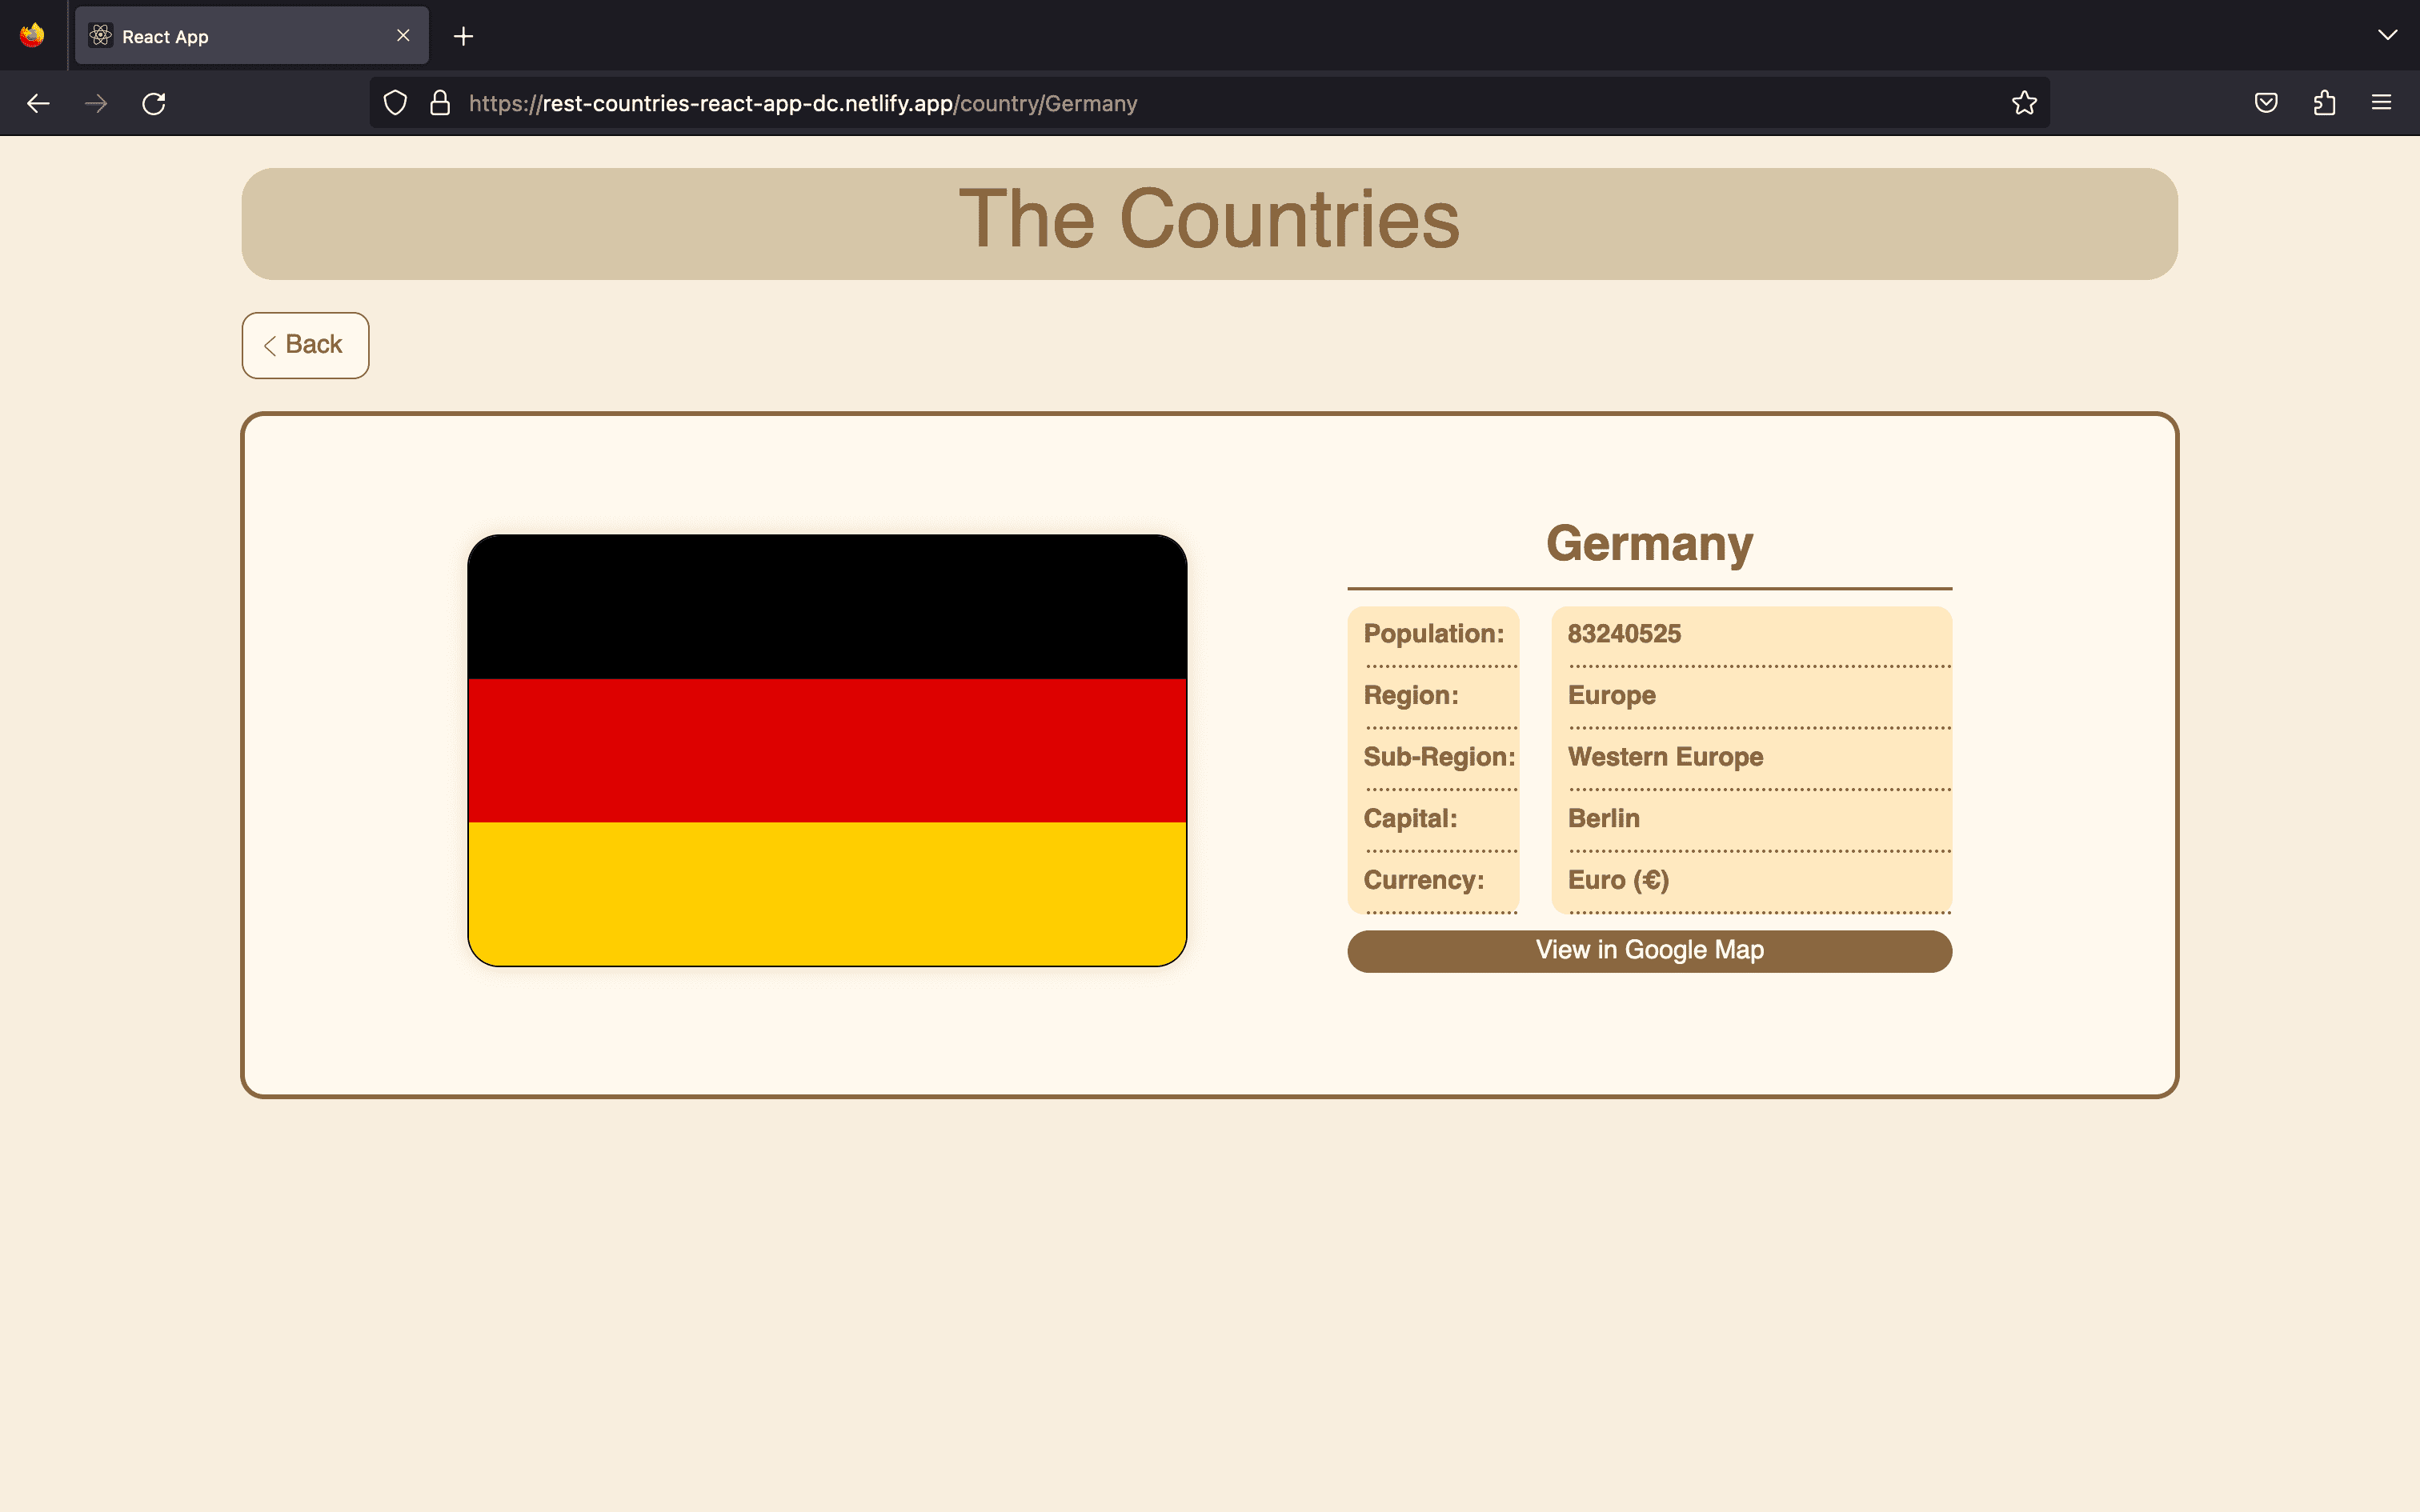 React App
https://rest-countries-react-app-dc.netlify.app/country/Germany
The Countries
Back
Germany
Population: 83240525
Region: Europe
Sub-Region: Western Europe
Capital: Berlin
Currency: Euro (€)
View in Google Map